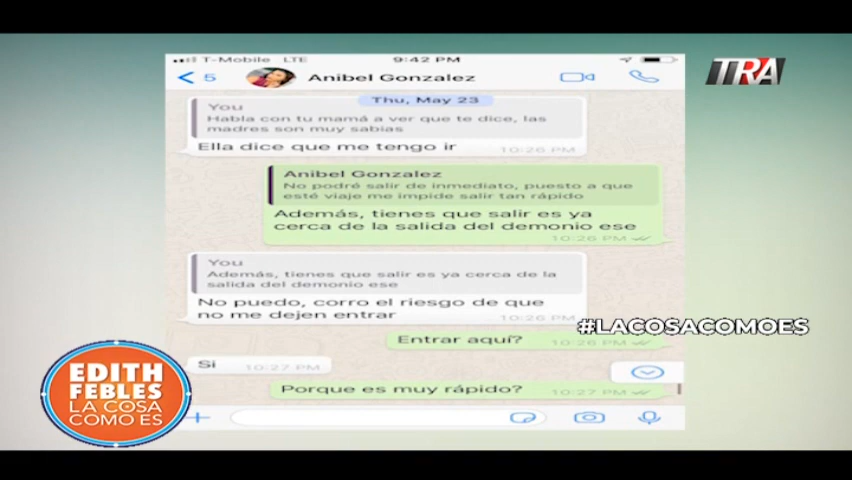 T-Mobile LTE 9:42 PM
TRA
5 Anibel Gonzalez
Thu, May 23
You
Habla con tu mamá a ver que te dice, las
madres son muy sabias
Ella dice que me tengo ir
10:26 PM
Anibel Gonzalez
No podré salir de inmediato, puesto a que
esté viaje me impide salir tan rápido
Además, tienes que salir es ya
cerca de la salida del demonio ese
10:26 PM
You
Además, tienes que salir es ya cerca de la
salida del demonio ese
No puedo, corro el riesgo de que
no me dejen entrar
10:26 PM
#LACOSACOMOES
Entrar aquí?
10:26 PM
Si
10:27 PM
Porque es muy rápido?
10:27 PM
EDITH
FEBLES
LA COSA
COMO ES